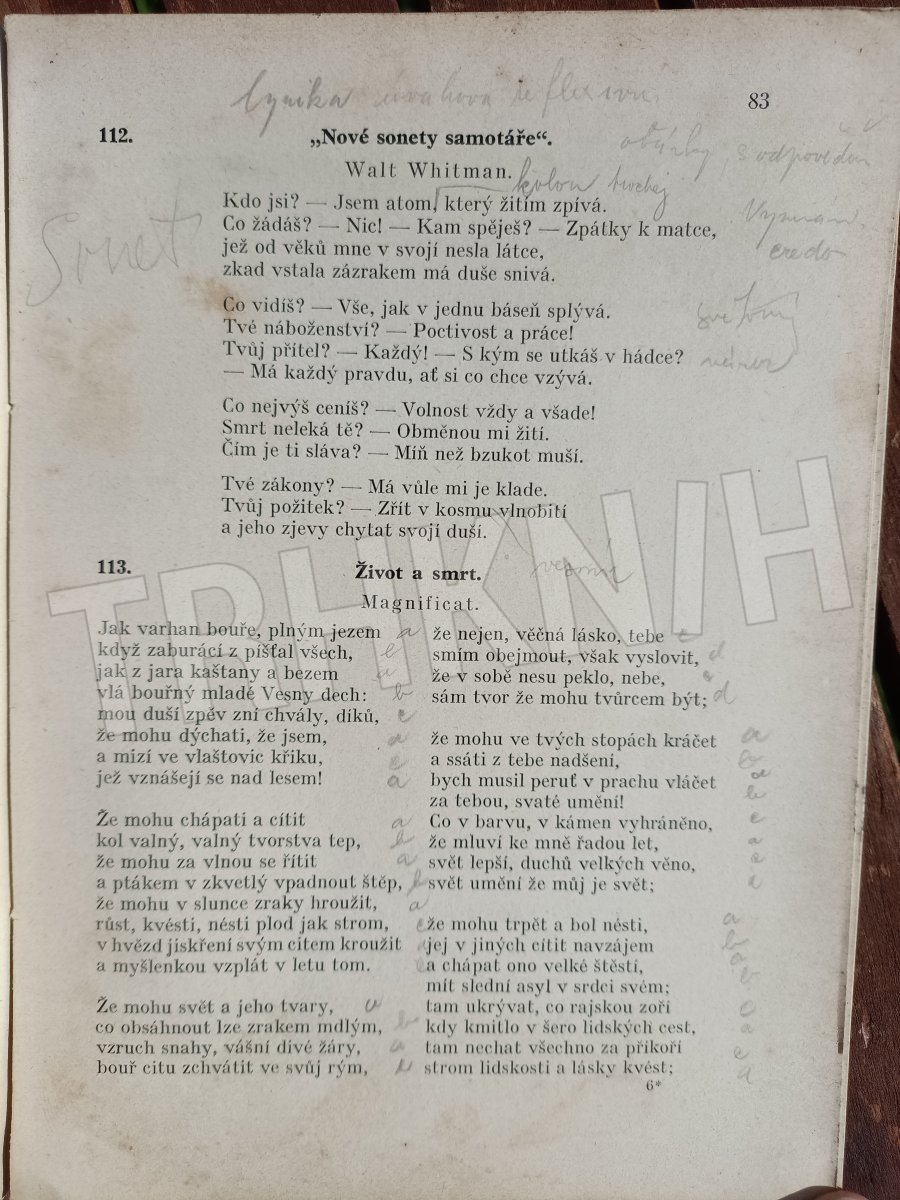 lyrika úvahová reflexivní
83
112.
„Nové sonety samotáře“.
otázky s odpověďmi
Walt Whitman.
trochej
Sonet
Kdo jsi? — Jsem atom, který žitím zpívá.
Co žádáš? — Nic! — Kam spěješ? — Zpátky k matce,
jež od věků mne v svojí nesla látce,
zkad vstala zázrakem má duše snivá.
Vyznání
credo
Co vidíš? — Vše, jak v jednu báseň splývá.
Tvé náboženství? — Poctivost a práce!
Tvůj přítel? — Každý! — S kým se utkáš v hádce?
— Má každý pravdu, ať si co chce vzývá.
světový
názor
Co nejvýš ceníš? — Volnost vždy a všade!
Smrt neleká tě? — Obměnou mi žití.
Čím je ti sláva? — Míň než bzukot muší.
Tvé zákony? — Má vůle mi je klade.
Tvůj požitek? — Zřít v kosmu vlnobití
a jeho zjevy chytat svojí duší.
vesmír
113.
Život a smrt.
Magnificat.
Jak varhan bouře, plným jezem a
když zaburácí z píšťal všech,
jak z jara kaštany a bezem a
vlá bouřný mladé Vesny dech: b
mou duší zpěv zní chvály, díků, c
že mohu dýchati, že jsem, a
a mizí ve vlaštovic křiku, c
jež vznášejí se nad lesem! a
Že mohu chápati a cítit a
kol valný, valný tvorstva tep, b
že mohu za vlnou se řítit a
a ptákem v zkvetlý vpadnout štěp, b
že mohu v slunce zraky hroužit,
růst, kvésti, nésti plod jak strom,
v hvězd jiskření svým citem kroužit
a myšlenkou vzplát v letu tom.
Že mohu svět a jeho tvary, a
co obsáhnout lze zrakem mdlým, b
vzruch snahy, vášní divé žáry, a
bouř citu zchvátit ve svůj rým, b
že nejen, věčná lásko, tebe c
smím obejmout, však vyslovit, d
že v sobě nesu peklo, nebe, c
sám tvor že mohu tvůrcem být; d
že mohu ve tvých stopách kráčet a
a ssáti z tebe nadšení, b
bych musil peruť v prachu vláčet a
za tebou, svaté umění! b
Co v barvu, v kámen vyhráněno, c
že mluví ke mně řadou let,
svět lepší, duchů velkých věno,
svět umění že můj je svět;
že mohu trpět a bol nésti, a
jej v jiných cítit navzájem b
a chápat ono velké štěstí, a
mít slední asyl v srdci svém; b
tam ukrývat, co rajskou zoří c
kdy kmitlo v šero lidských cest,
tam nechat všechno za příkoří c
strom lidskosti a lásky kvést;
6*
TRHKNIH